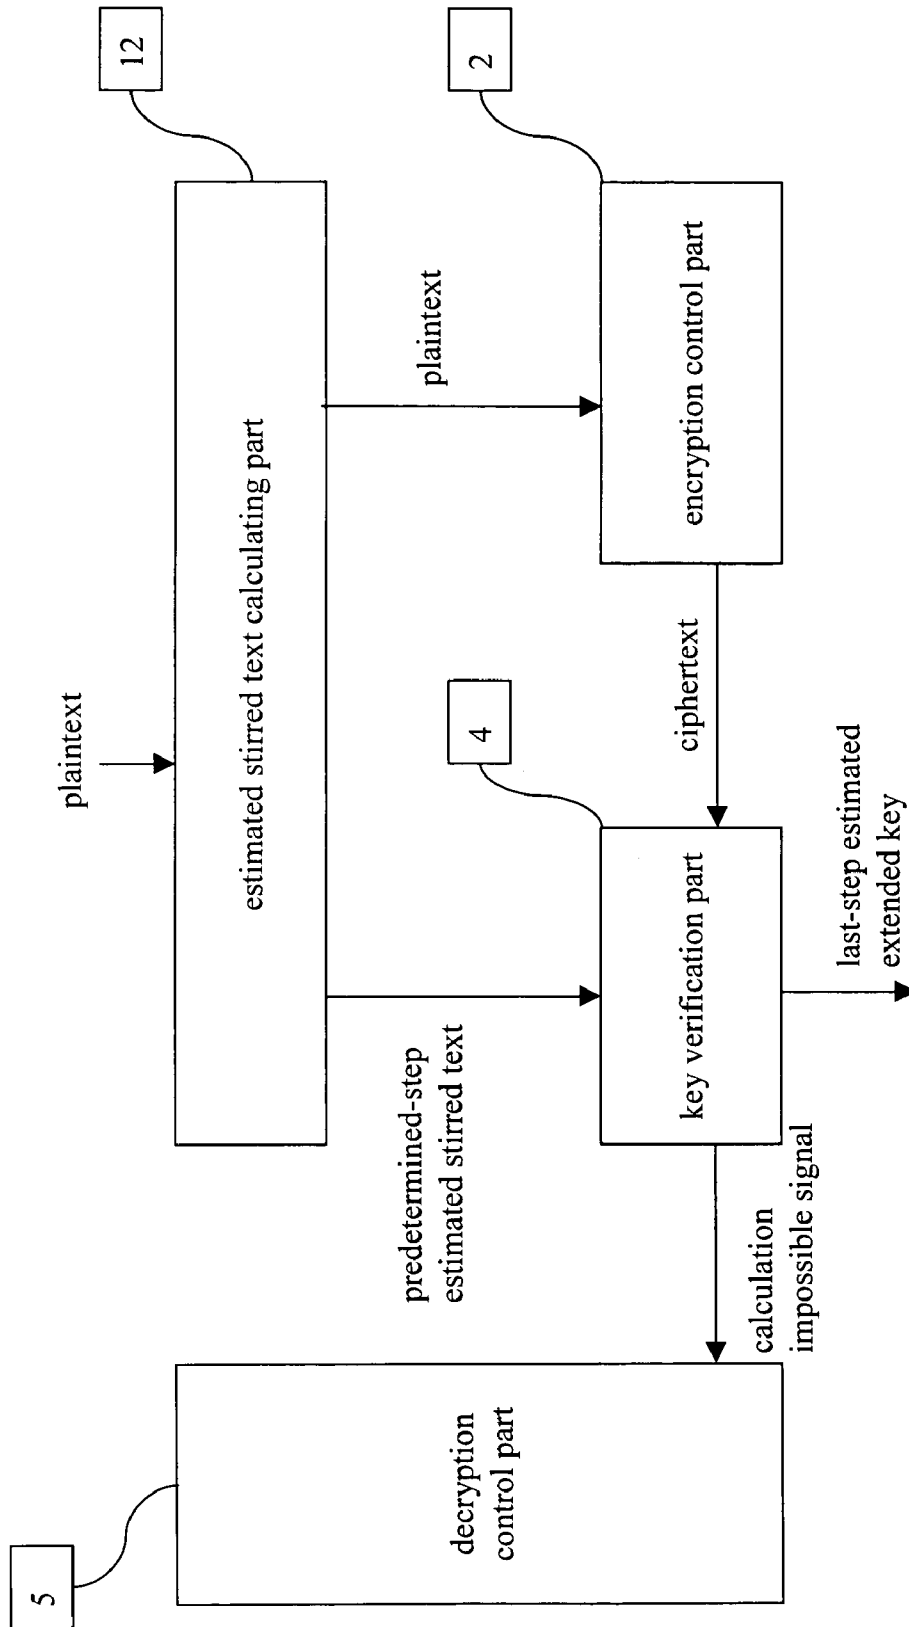 12
2
plaintext
estimated stirred text calculating part
plaintext
encryption control part
predetermined-step
estimated stirred text
4
ciphertext
key verification part
last-step estimated
extended key
calculation
impossible signal
5
decryption
control part